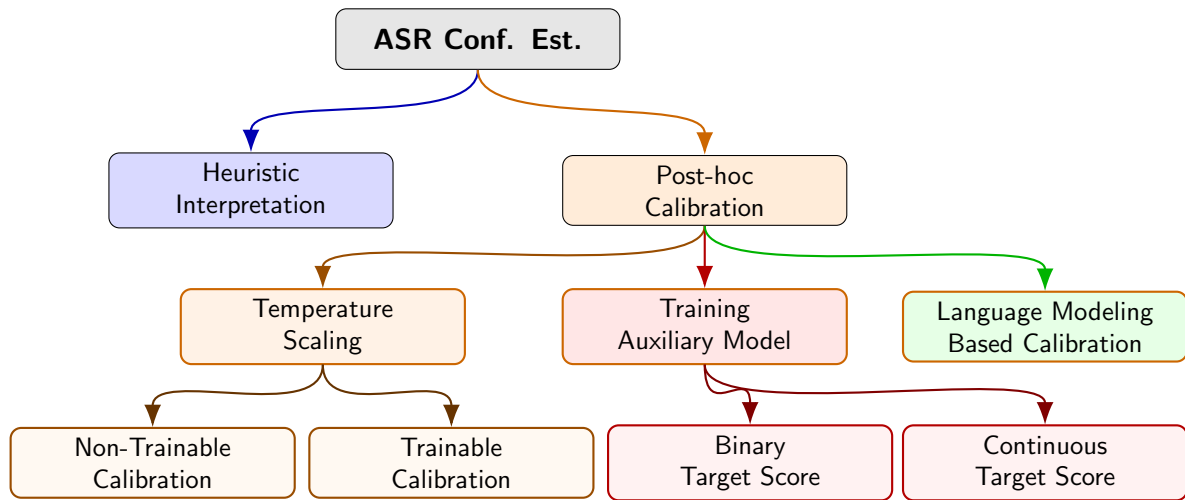 ASR Conf. Est.
Heuristic
Interpretation
Post-hoc
Calibration
Temperature
Scaling
Training
Auxiliary Model
Language Modeling
Based Calibration
Non-Trainable
Calibration
Trainable
Calibration
Binary
Target Score
Continuous
Target Score